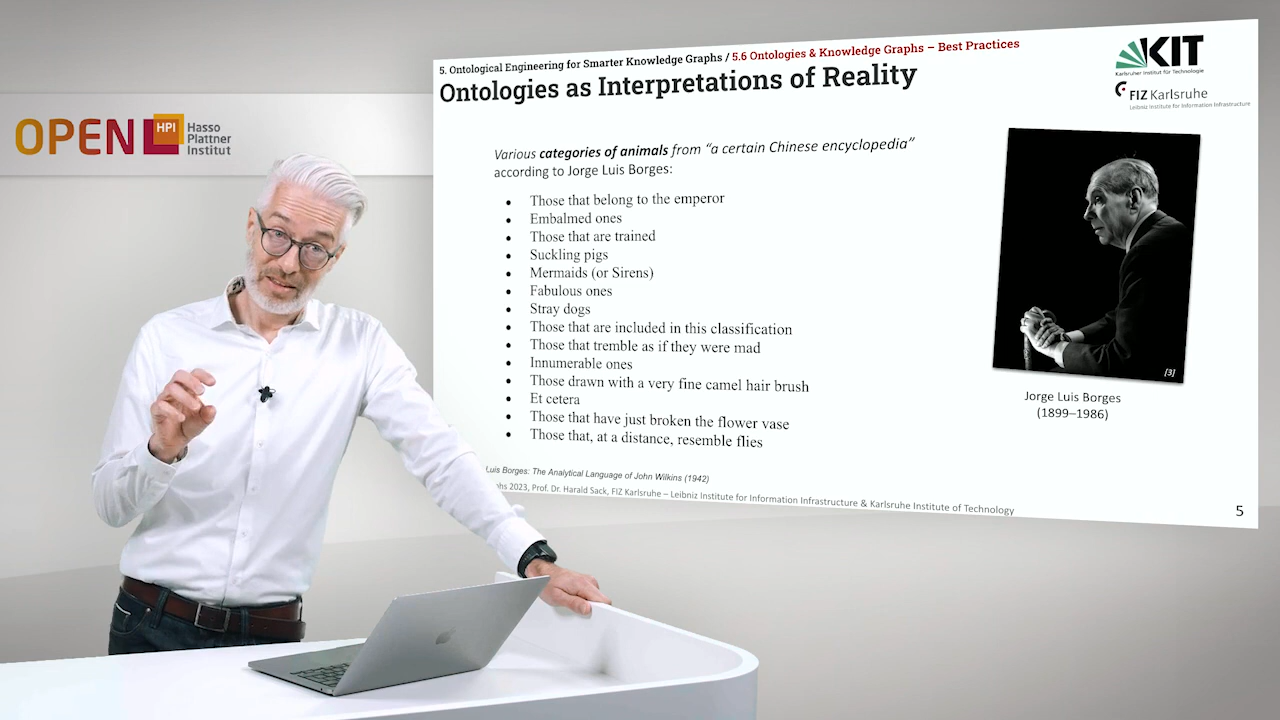 OPEN HPI Hasso
Plattner
Institut
5. Ontological Engineering for Smarter Knowledge Graphs / 5.6 Ontologies & Knowledge Graphs – Best Practices
Ontologies as Interpretations of Reality
KIT
Karlsruher Institut für Technologie
FIZ Karlsruhe
Leibniz Institute for Information Infrastructure
Various categories of animals from “a certain Chinese encyclopedia”
according to Jorge Luis Borges:
• Those that belong to the emperor
• Embalmed ones
• Those that are trained
• Suckling pigs
• Mermaids (or Sirens)
• Fabulous ones
• Stray dogs
• Those that are included in this classification
• Those that tremble as if they were mad
• Innumerable ones
• Those drawn with a very fine camel hair brush
• Et cetera
• Those that have just broken the flower vase
• Those that, at a distance, resemble flies
[3]
Jorge Luis Borges
(1899–1986)
Luis Borges: The Analytical Language of John Wilkins (1942)
2023, Prof. Dr. Harald Sack, FIZ Karlsruhe – Leibniz Institute for Information Infrastructure & Karlsruhe Institute of Technology
5